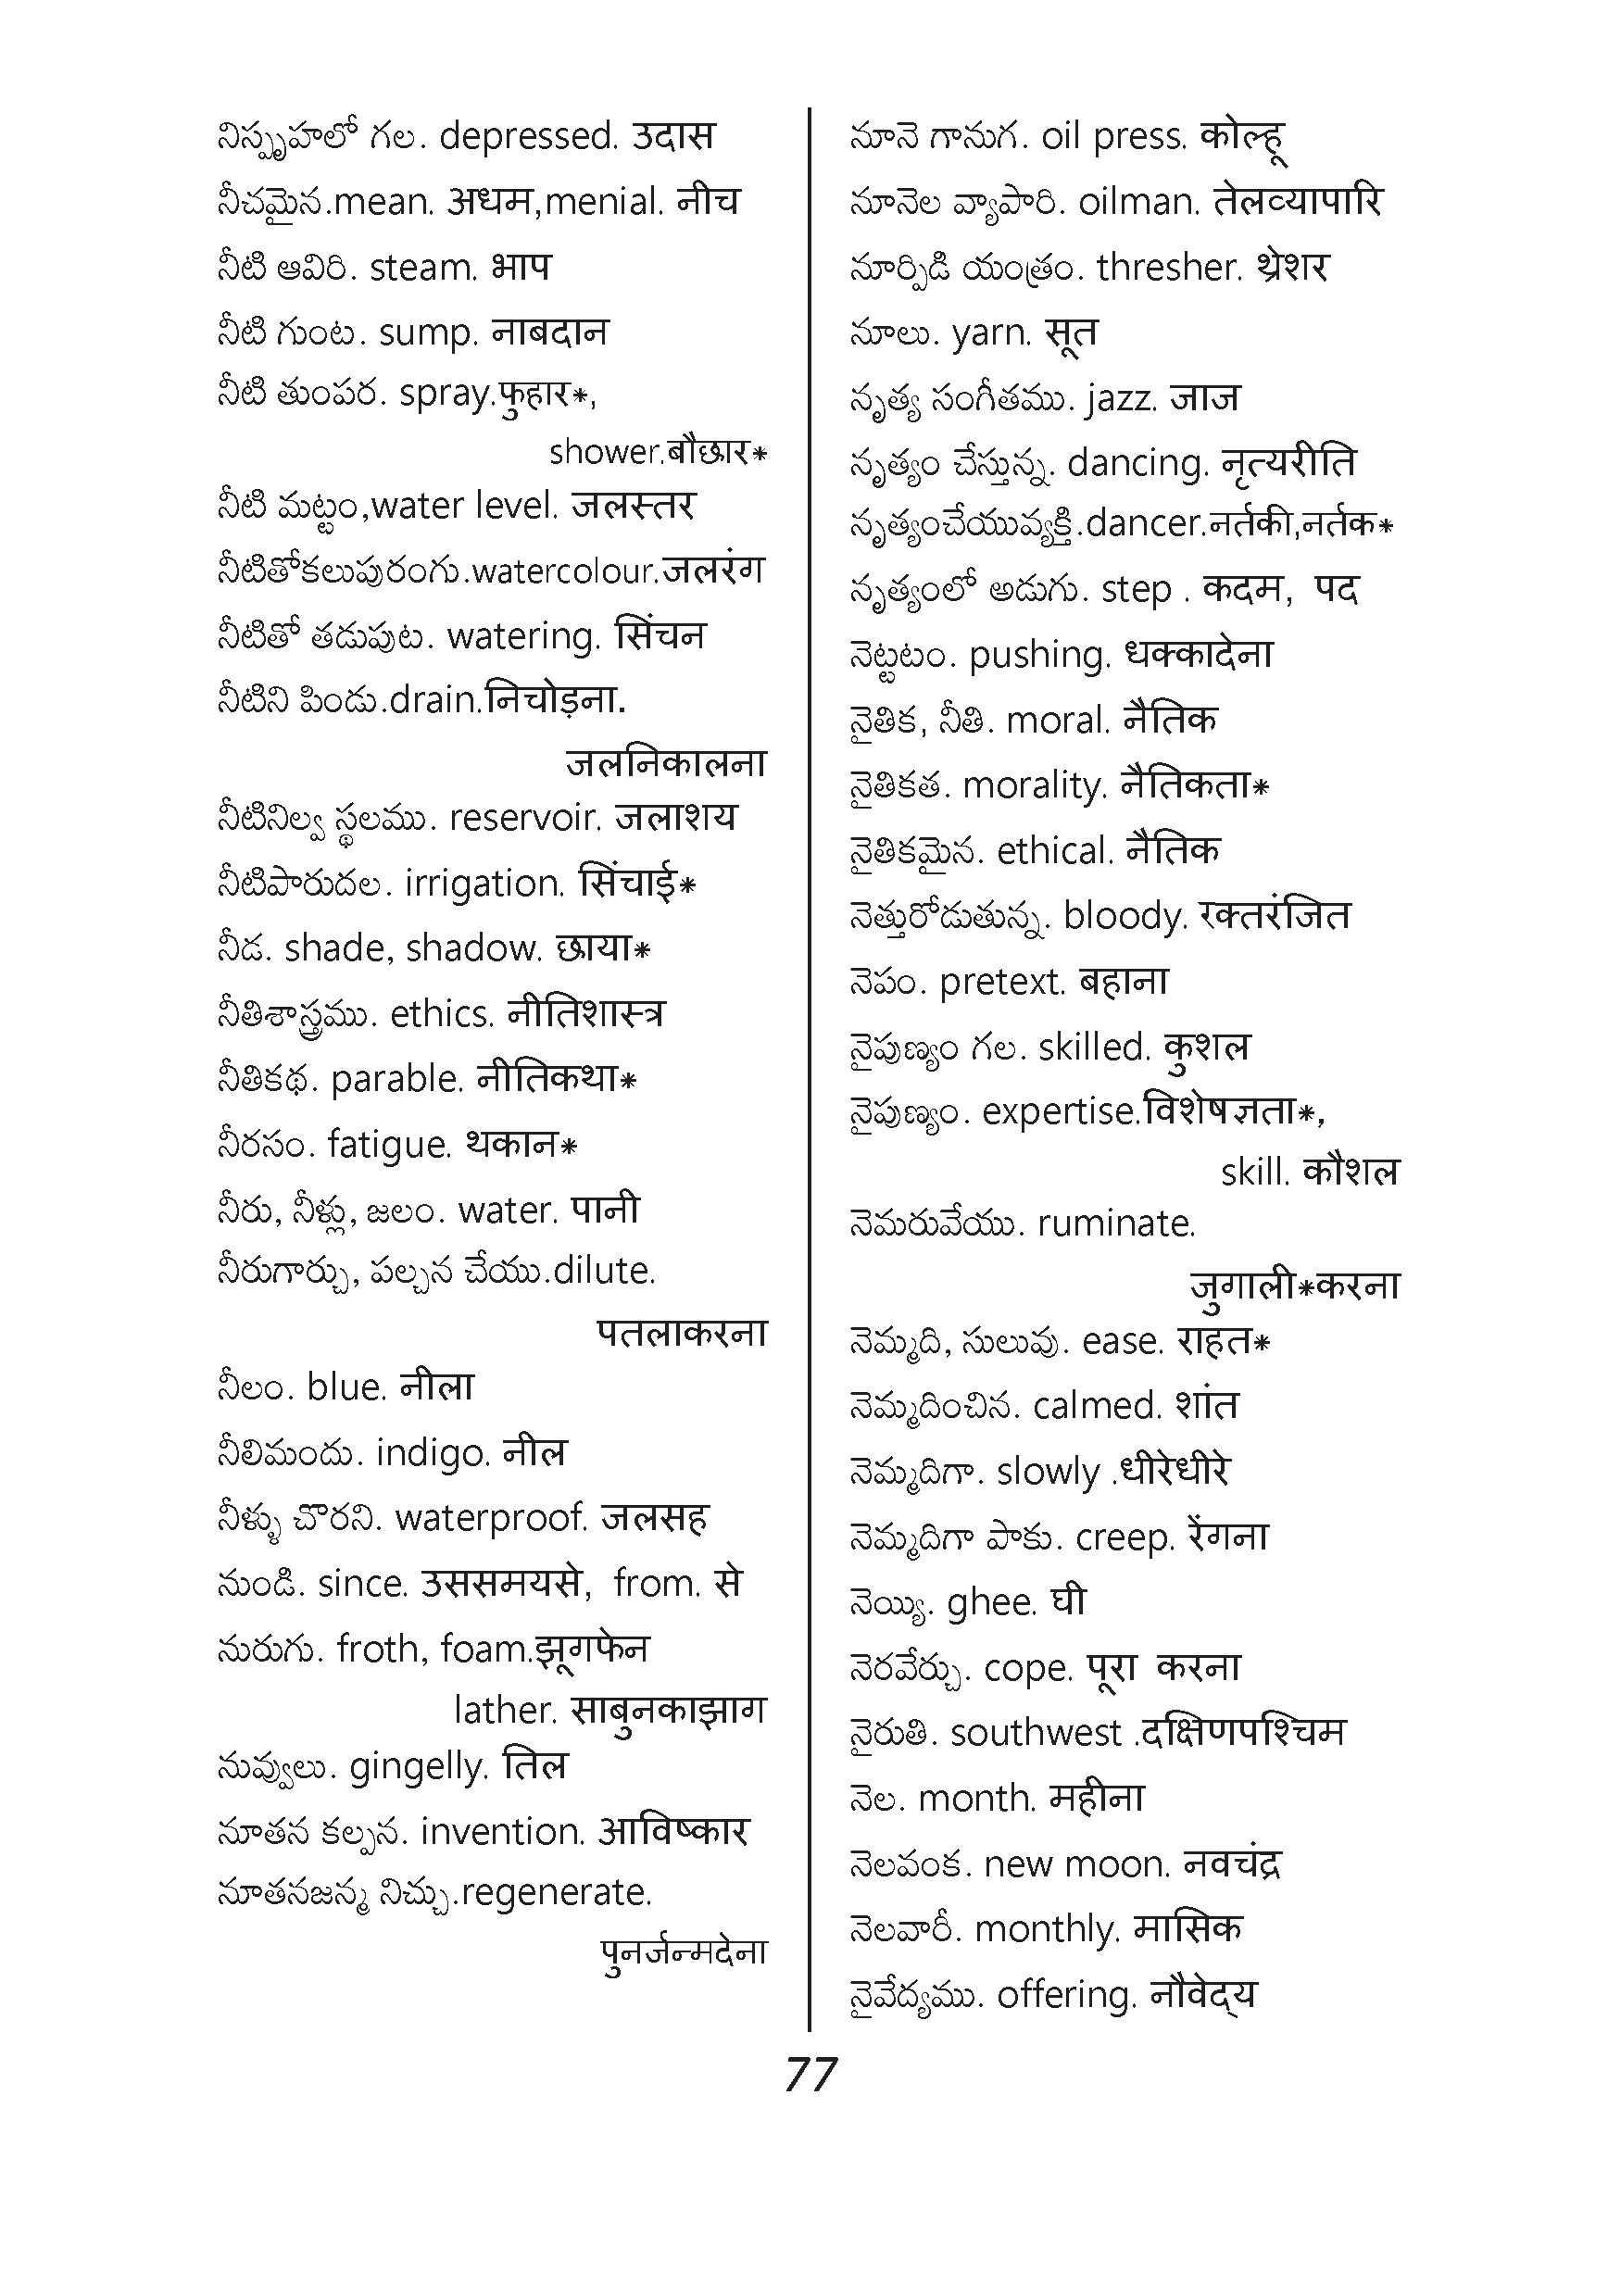 నిస్పృహలో గల. depressed. उदास
నీచమైన.mean. अधम,menial. नीच
నీటి ఆవిరి. steam. भाप
నీటి గుంట. sump. नाबदान
నీటి తుంపర. spray.फुहार*,
shower.बौछार*
నీటి మట్టం,water level. जलस्तर
నీటితోకలుపురంగు.watercolour.जलरंग
నీటితో తడుపుట. watering. सिंचन
నీటిని పిండు.drain.निचोड़ना.
जलनिकालना
నీటినిల్వ స్థలము. reservoir. जलाशय
నీటిపారుదల. irrigation. सिंचाई*
నీడ. shade, shadow. छाया*
నీతిశాస్త్రము. ethics. नीतिशास्त्र
నీతికథ. parable. नीतिकथा*
నీరసం. fatigue. थकान*
నీరు, నీళ్లు, జలం. water. पानी
నీరుగార్చు, పల్చన చేయు.dilute.
पतलाकरना
నీలం. blue. नीला
నీలిమందు. indigo. नील
నీళ్ళు చొరని. waterproof. जलसह
నుండి. since. उससमयसे, from. से
నురుగు. froth, foam.झूगफेन
lather. साबुनकाझाग
నువ్వులు. gingelly. तिल
నూతన కల్పన. invention. आविष्कार
నూతనజన్మ నిచ్చు.regenerate.
पुनर्जन्मदेना
నూనె గానుగ. oil press. कोल्हू
నూనెల వ్యాపారి. oilman. तेलव्यापारि
నూర్పిడి యంత్రం. thresher. थ्रेशर
నూలు. yarn. सूत
నృత్య సంగీతము. jazz. जाज
నృత్యం చేస్తున్న. dancing. नृत्यरीति
నృత్యంచేయువ్యక్తి.dancer.नर्तकी,नर्तक*
నృత్యంలో అడుగు. step . कदम, पद
నెట్టటం. pushing. धक्कादेना
నైతిక, నీతి. moral. नैतिक
నైతికత. morality. नैतिकता*
నైతికమైన. ethical. नैतिक
నెత్తురోడుతున్న. bloody. रक्तरंजित
నెపం. pretext. बहाना
నైపుణ్యం గల. skilled. कुशल
నైపుణ్యం. expertise.विशेषज्ञता*,
skill. कौशल
నెమరువేయు. ruminate.
जुगाली*करना
నెమ్మది, సులువు. ease. राहत*
నెమ్మదించిన. calmed. शांत
నెమ్మదిగా. slowly .धीरेधीरे
నెమ్మదిగా పాకు. creep. रेंगना
నెయ్యి. ghee. घी
నెరవేర్చు. cope. पूरा करना
నైరుతి. southwest .दक्षिणपश्चिम
నెల. month. महीना
నెలవంక. new moon. नवचंद्र
నెలవారీ. monthly. मासिक
నైవేద్యము. offering. नौवेद्य
77